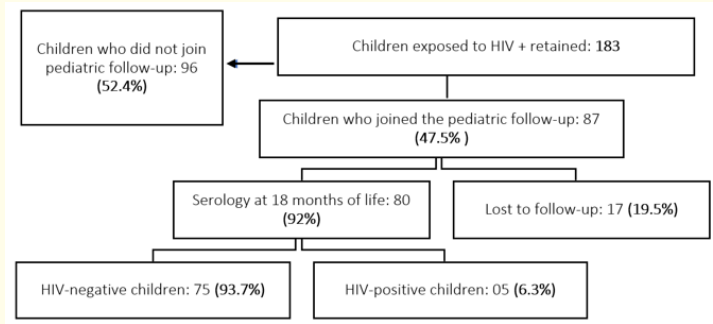 Children who did not join
pediatric follow-up: 96
(52.4%)
Children exposed to HIV + retained: 183
Children who joined the pediatric follow-up: 87
(47.5% )
Serology at 18 months of life: 80
(92%)
Lost to follow-up: 17 (19.5%)
HIV-negative children: 75 (93.7%)
HIV-positive children: 05 (6.3%)